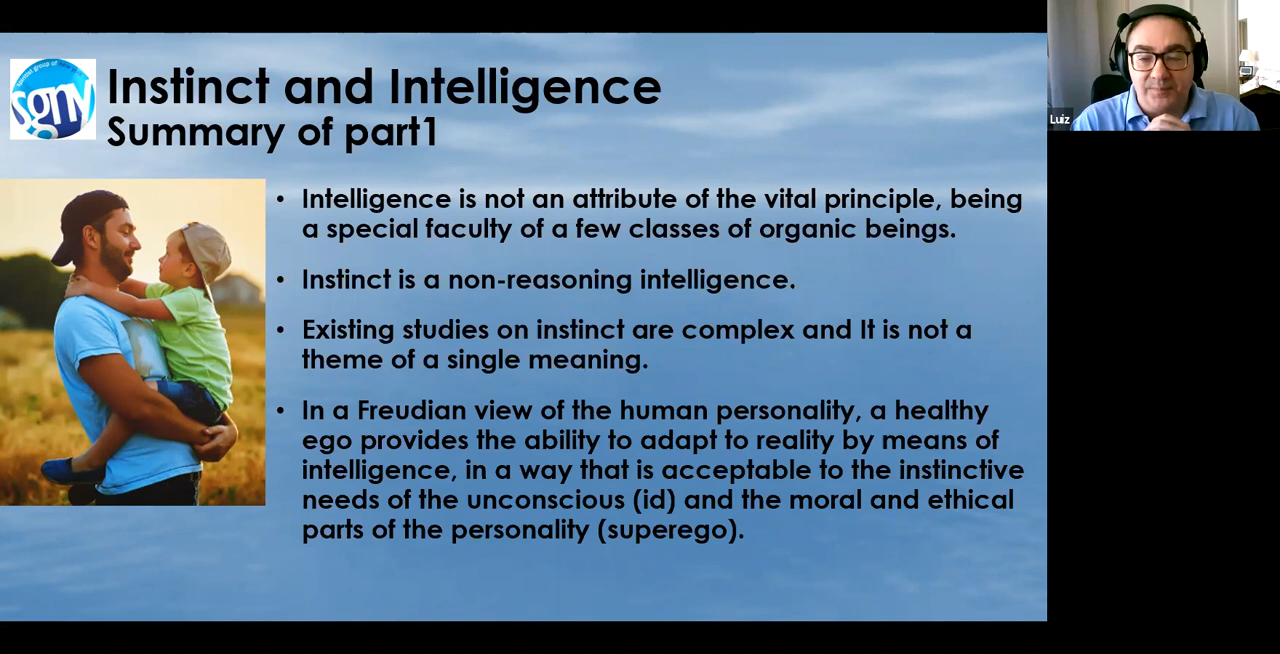 sgny
Instinct and Intelligence
Summary of part1
• Intelligence is not an attribute of the vital principle, being
a special faculty of a few classes of organic beings.
• Instinct is a non-reasoning intelligence.
• Existing studies on instinct are complex and It is not a
theme of a single meaning.
• In a Freudian view of the human personality, a healthy
ego provides the ability to adapt to reality by means of
intelligence, in a way that is acceptable to the instinctive
needs of the unconscious (id) and the moral and ethical
parts of the personality (superego).
Luiz